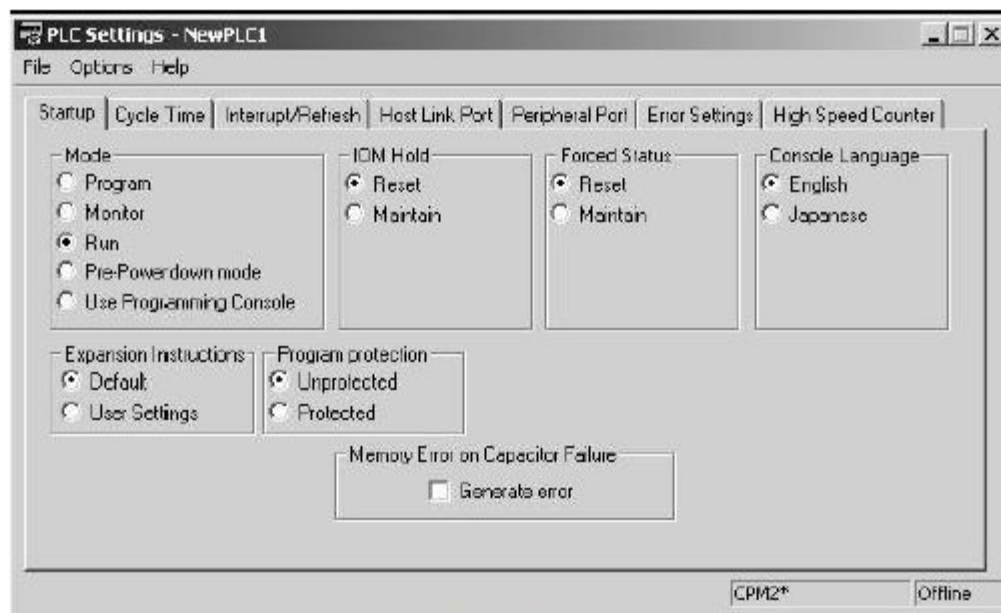 PLC Settings - NewPLC1
File Options Help
Startup Cycle Time Interrupt/Refresh Host Link Port Peripheral Port Error Settings High Speed Counter
Mode
Program
Monitor
Run
Pre-Powerdown mode
Use Programming Console
IOM Hold
Reset
Maintain
Forced Status
Reset
Maintain
Console Language
English
Japanese
Expansion Instructions
Default
User Settings
Program protection
Unprotected
Protected
Memory Error on Capacitor Failure
Generate error
CPM2* Offline